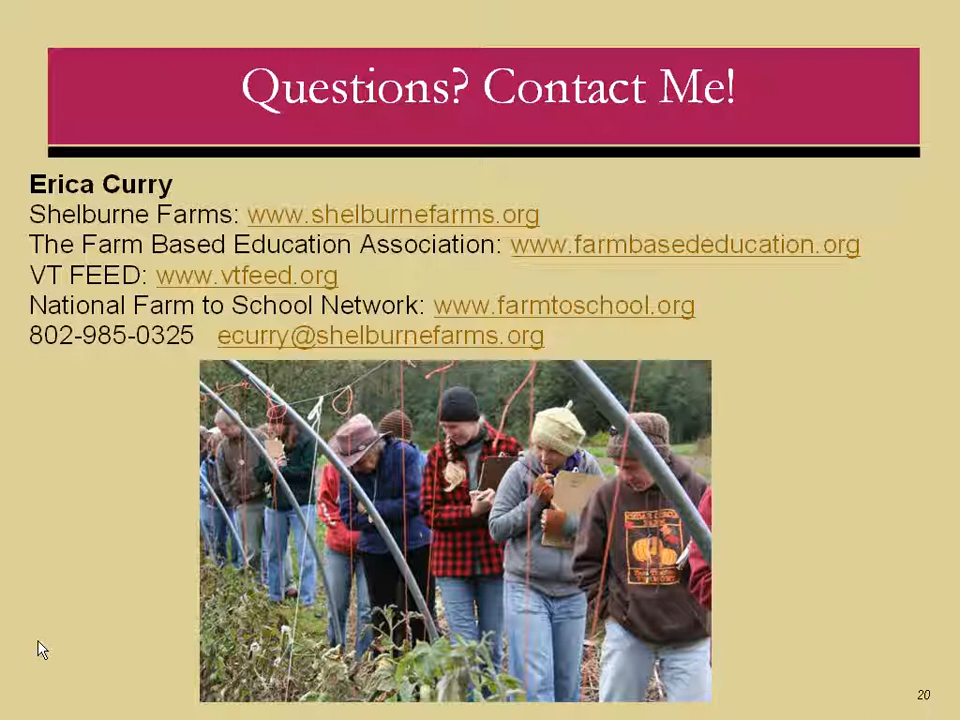 Questions? Contact Me!
Erica Curry
Shelburne Farms: www.shelburnefarms.org
The Farm Based Education Association: www.farmbasededucation.org
VT FEED: www.vtfeed.org
National Farm to School Network: www.farmtoschool.org
802-985-0325 ecurry@shelburnefarms.org
20